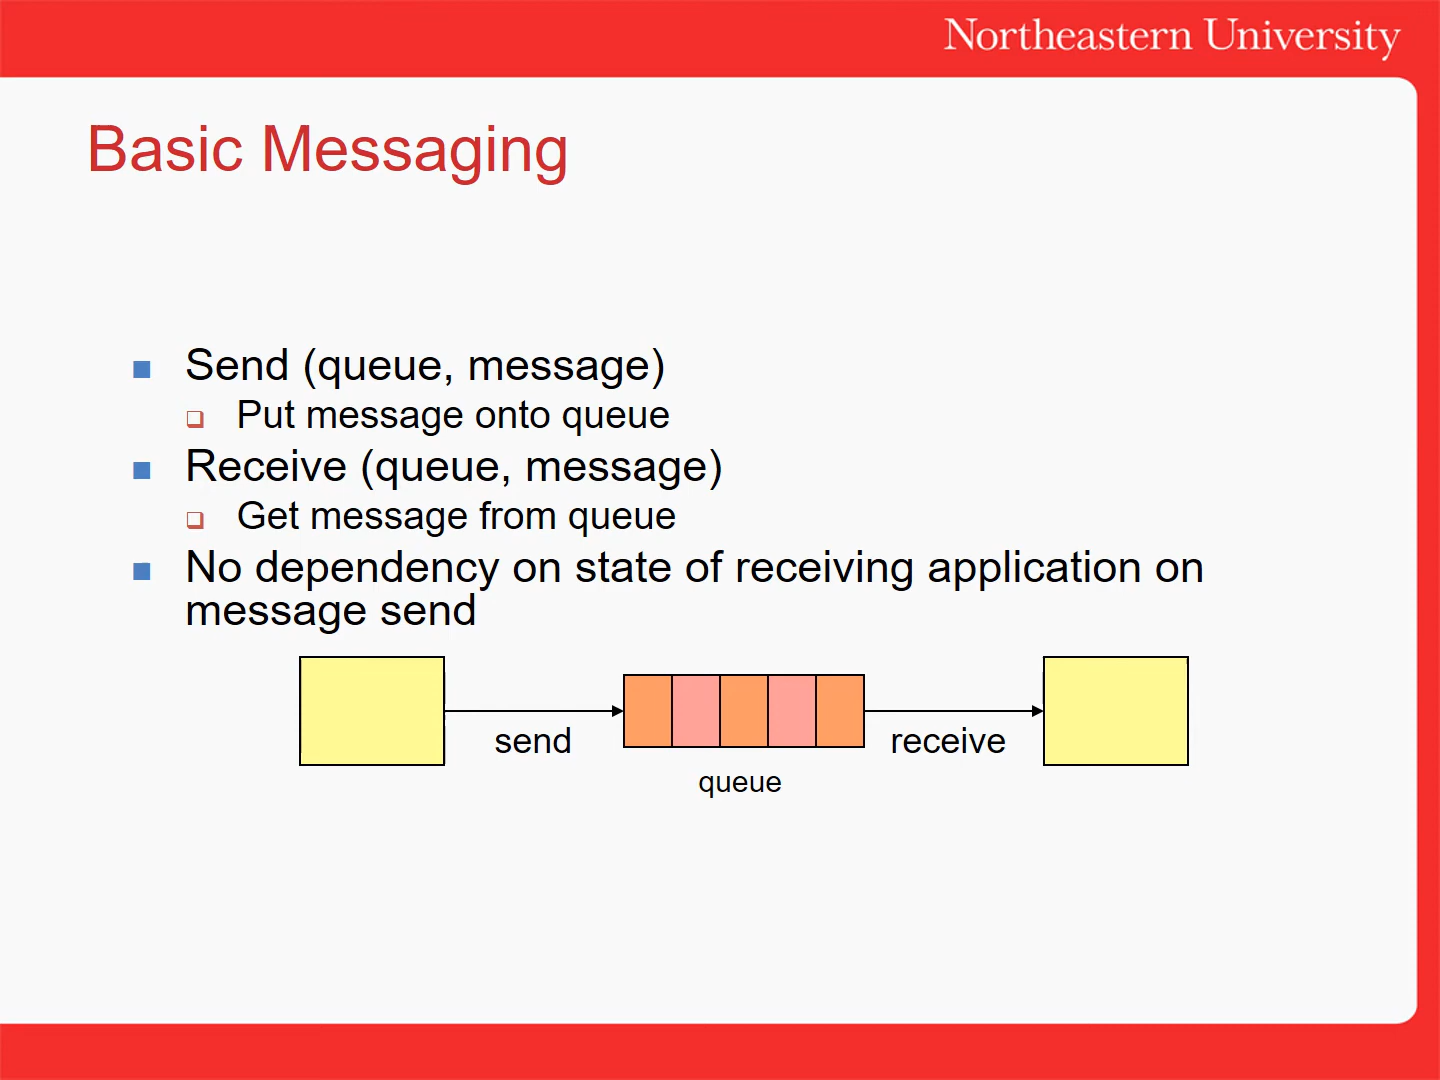 Northeastern University
Basic Messaging
Send (queue, message)
Put message onto queue
Receive (queue, message)
Get message from queue
No dependency on state of receiving application on
message send
send
receive
queue